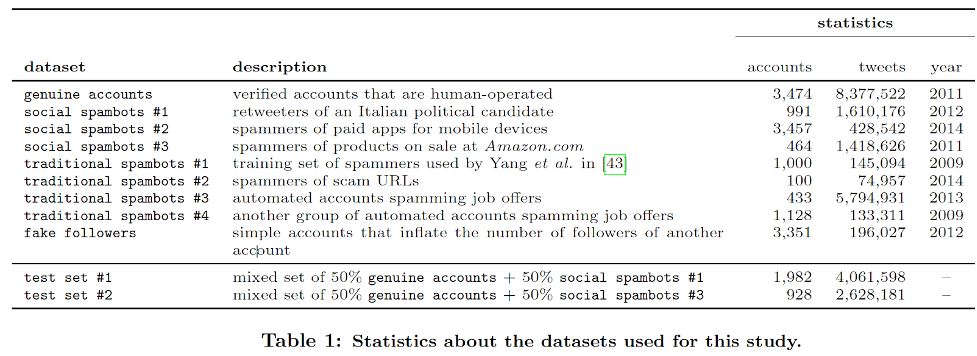 statistics
dataset description accounts tweets year
genuine accounts verified accounts that are human-operated 3,474 8,377,522 2011
social spambots #1 retweeters of an Italian political candidate 991 1,610,176 2012
social spambots #2 spammers of paid apps for mobile devices 3,457 428,542 2014
social spambots #3 spammers of products on sale at Amazon.com 464 1,418,626 2011
traditional spambots #1 training set of spammers used by Yang et al. in [43] 1,000 145,094 2009
traditional spambots #2 spammers of scam URLs 100 74,957 2014
traditional spambots #3 automated accounts spamming job offers 433 5,794,931 2013
traditional spambots #4 another group of automated accounts spamming job offers 1,128 133,311 2009
fake followers simple accounts that inflate the number of followers of another 3,351 196,027 2012
account
test set #1 mixed set of 50% genuine accounts + 50% social spambots #1 1,982 4,061,598 –
test set #2 mixed set of 50% genuine accounts + 50% social spambots #3 928 2,628,181 –
Table 1: Statistics about the datasets used for this study.